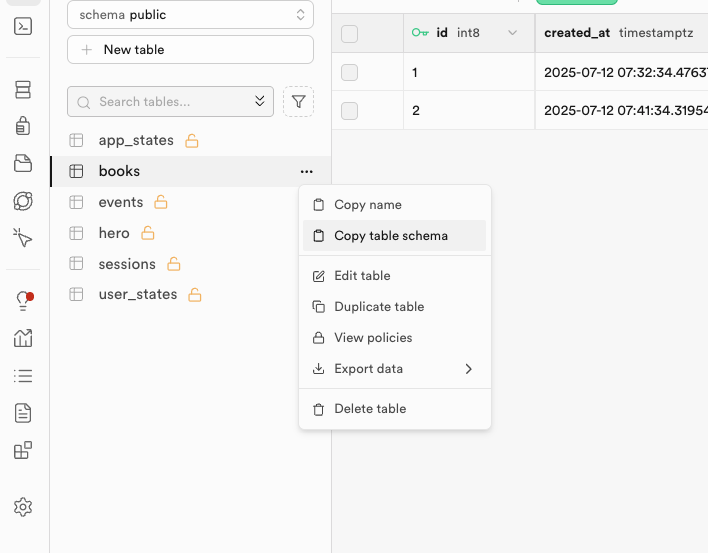 schema public
New table
Search tables...
app_states
books
events
hero
sessions
user_states
Copy name
Copy table schema
Edit table
Duplicate table
View policies
Export data
Delete table
id int8 created_at timestamptz
1 2025-07-12 07:32:34.4763
2 2025-07-12 07:41:34.31954